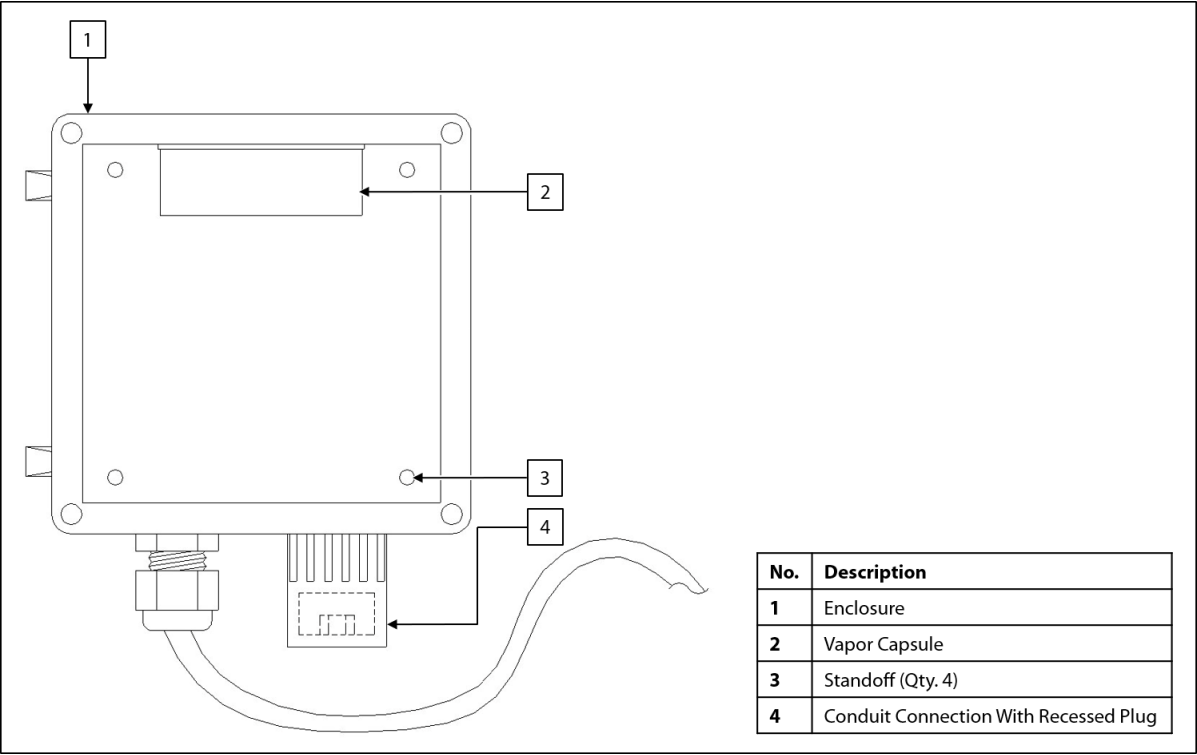 1
2
3
4
No. Description
1 Enclosure
2 Vapor Capsule
3 Standoff (Qty. 4)
4 Conduit Connection With Recessed Plug